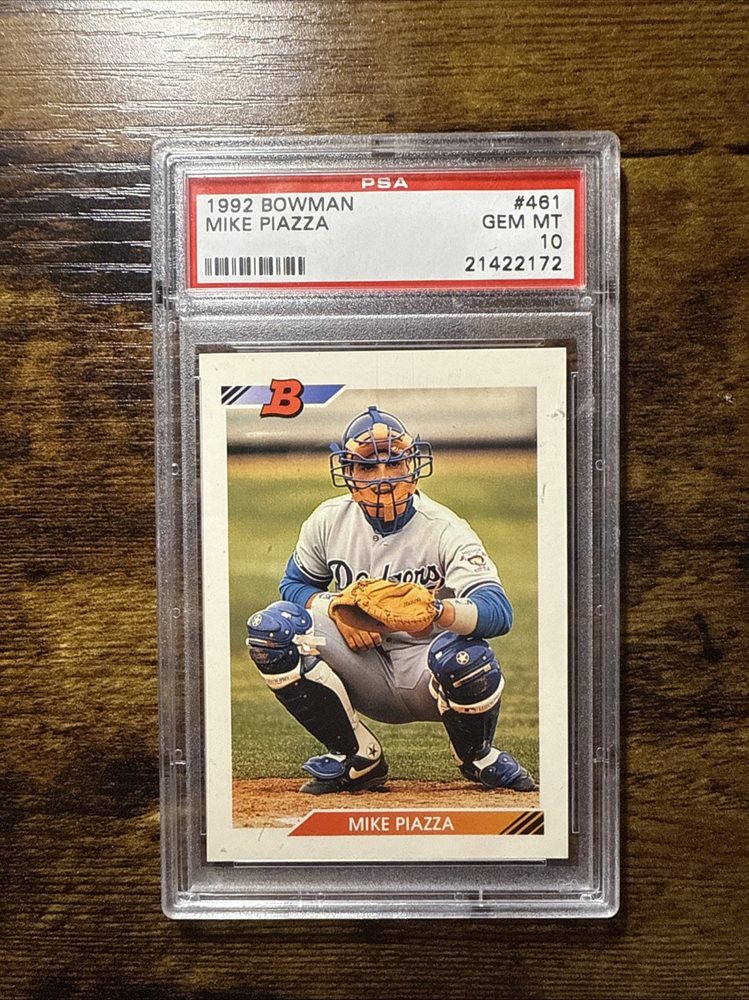 PSA
1992 BOWMAN #461
MIKE PIAZZA GEM MT
10
21422172
B
Dodgers
MIKE PIAZZA